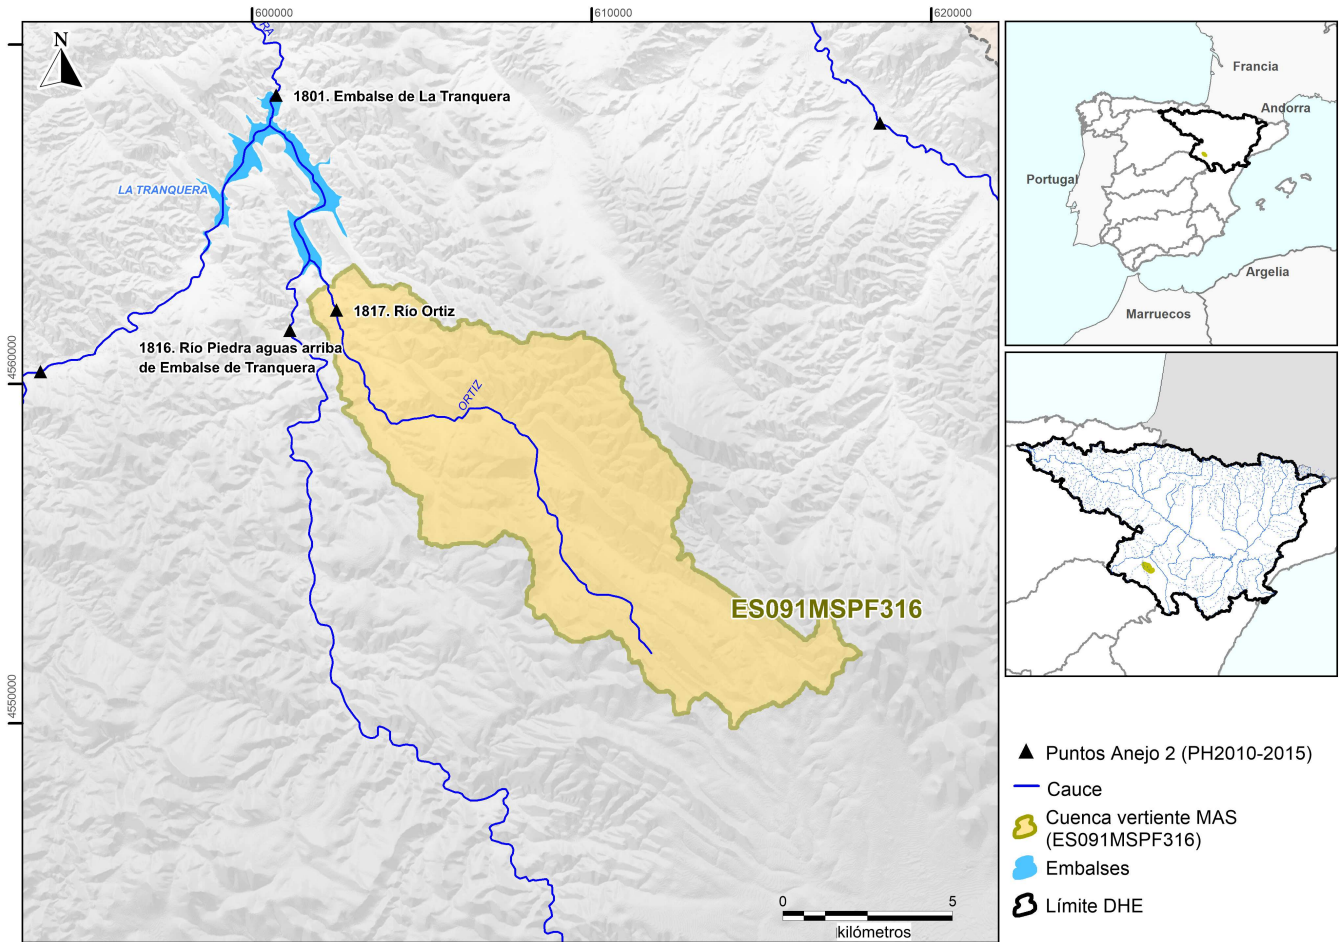 600000
610000
620000
RA
N
1801. Embalse de La Tranquera
LA TRANQUERA
1817. Río Ortiz
1816. Río Piedra aguas arriba
de Embalse de Tranquera
4560000
ORTIZ
ES091MSPF316
4550000
0
5
kilómetros
Francia
Andorra
Portugal
Argelia
Marruecos
Puntos Anejo 2 (PH2010-2015)
Cauce
Cuenca vertiente MAS
(ES091MSPF316)
Embalses
Límite DHE